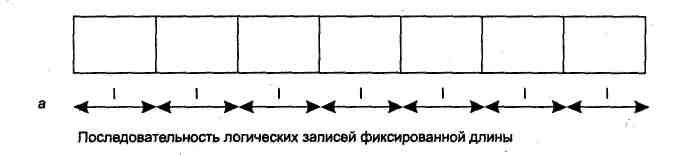 l l l l l l l
а
Последовательность логических записей фиксированной длины